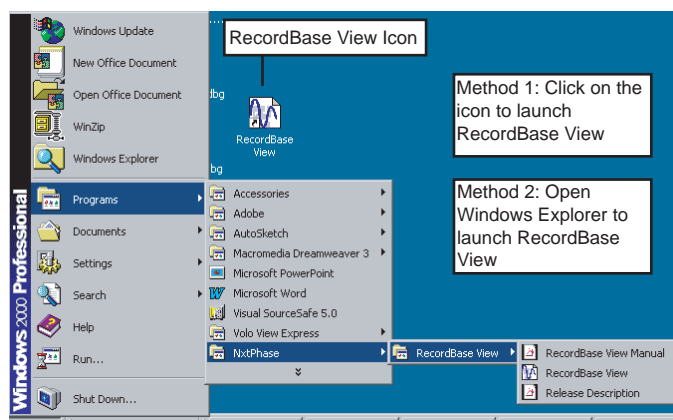 Windows 2000 Professional
Windows Update
New Office Document
Open Office Document
WinZip
Windows Explorer
Programs
Documents
Settings
Search
Help
Run...
Shut Down...
RecordBase View Icon
dbg
RecordBase
View
bg
Method 1: Click on the
icon to launch
RecordBase View
Method 2: Open
Windows Explorer to
launch RecordBase
View
Accessories
Adobe
AutoSketch
Macromedia Dreamweaver 3
Microsoft PowerPoint
Microsoft Word
Visual SourceSafe 5.0
Volo View Express
NxtPhase
RecordBase View
RecordBase View Manual
RecordBase View
Release Description